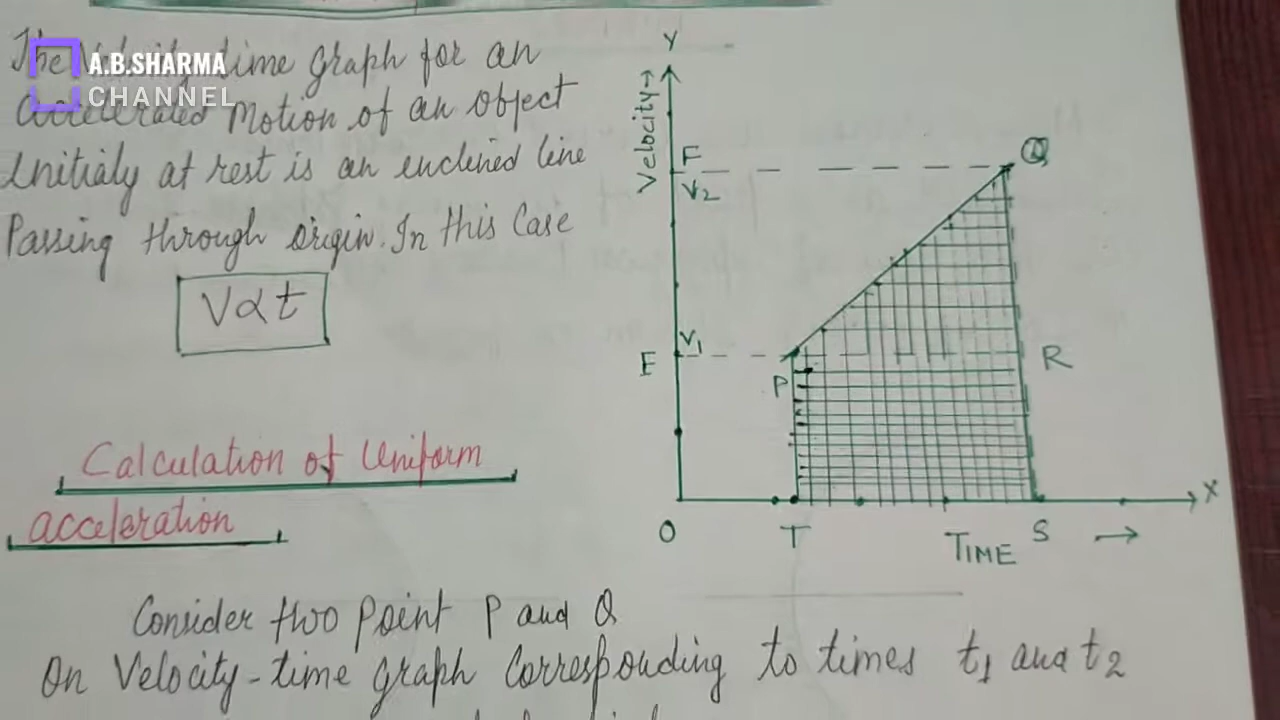 A.B.SHARMA
CHANNEL
The time graph for an
accelerated Motion of an object
initialy at rest is an enclined line
Passing through origin. In this Case
V∝t
Calculation of Uniform
acceleration
Y
Velocity→
F
V₂
Q
V₁
E
P
R
O
T
S
X
TIME →
Consider two point P and Q
On Velocity-time graph Corresponding to times t₁ and t₂